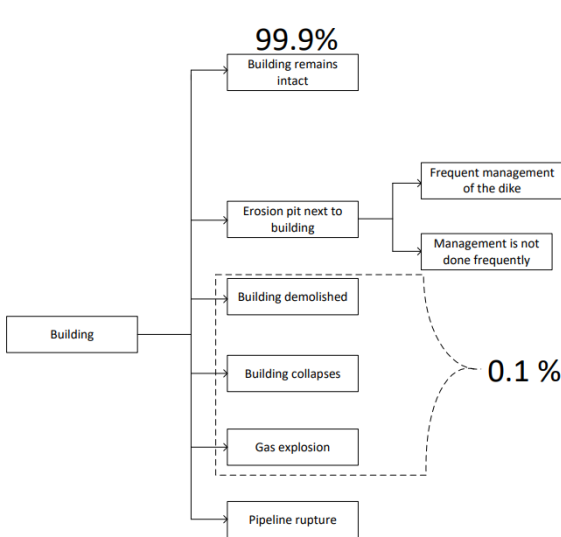 99.9%
Building remains
intact
Frequent management
of the dike
Erosion pit next to
building
Management is not
done frequently
Building demolished
Building
Building collapses
0.1 %
Gas explosion
Pipeline rupture